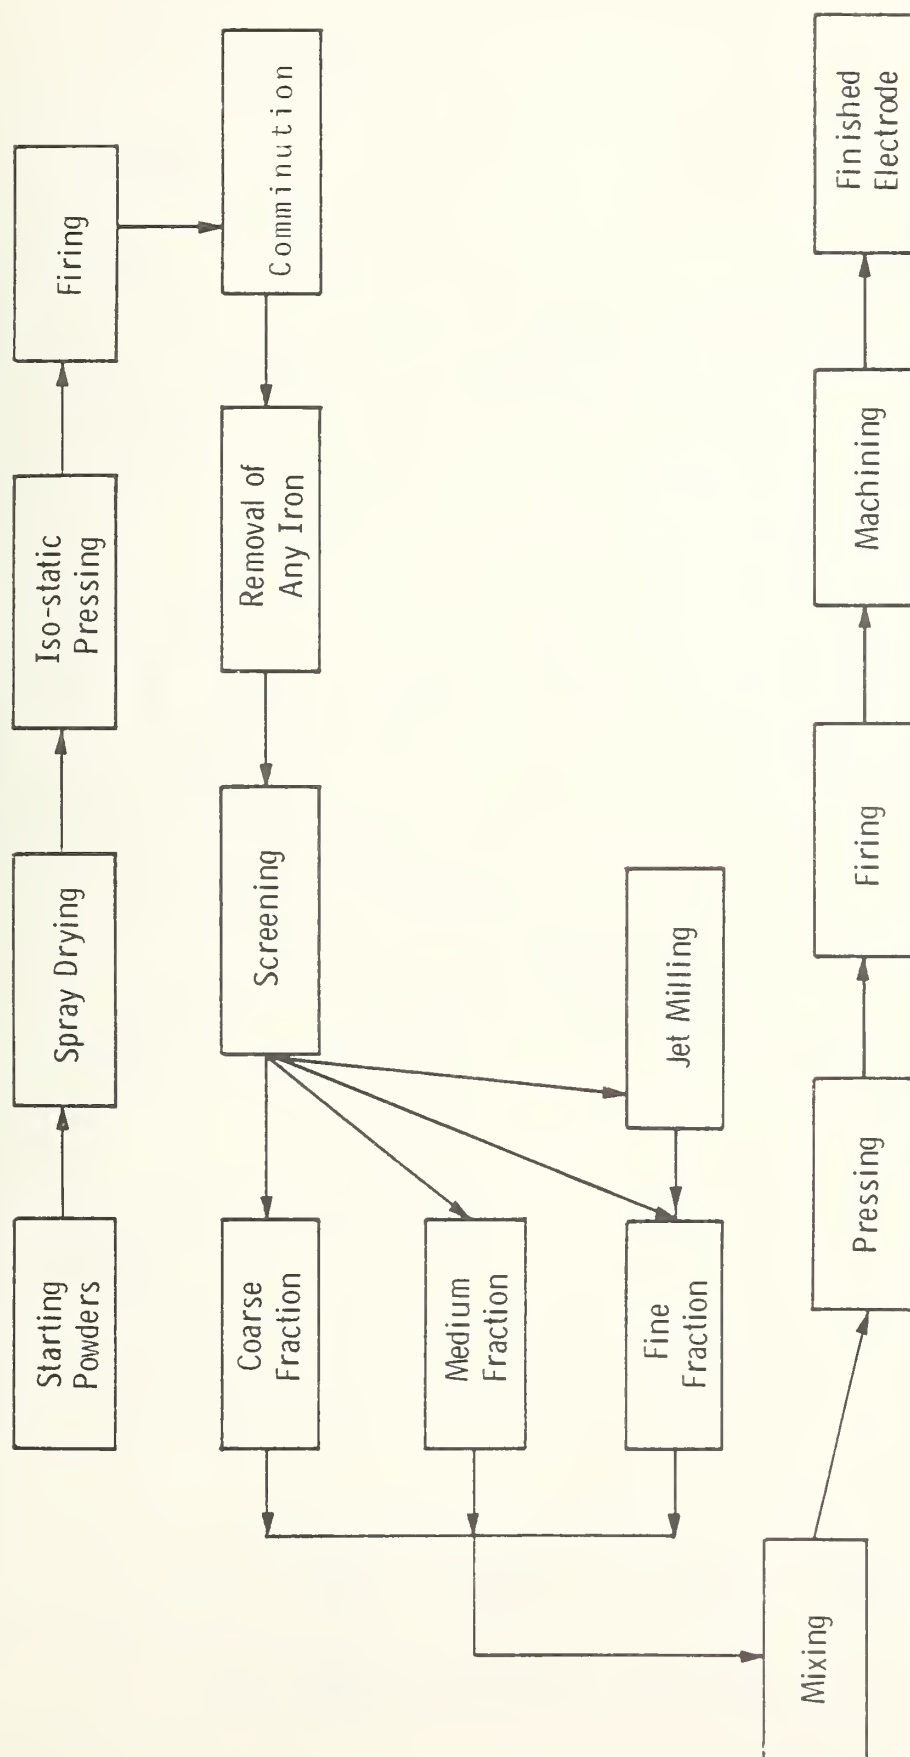 Starting
Powders
Spray Drying
Iso-static
Pressing
Firing
Comminution
Removal of
Any Iron
Screening
Coarse
Fraction
Medium
Fraction
Jet Milling
Fine
Fraction
Mixing
Pressing
Firing
Machining
Finished
Electrode